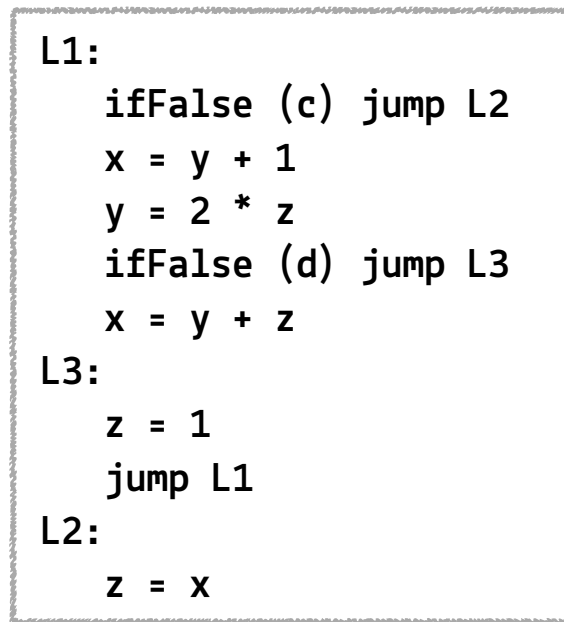 L1:
ifFalse (c) jump L2
x = y + 1
y = 2 * z
ifFalse (d) jump L3
x = y + z
L3:
z = 1
jump L1
L2:
z = x